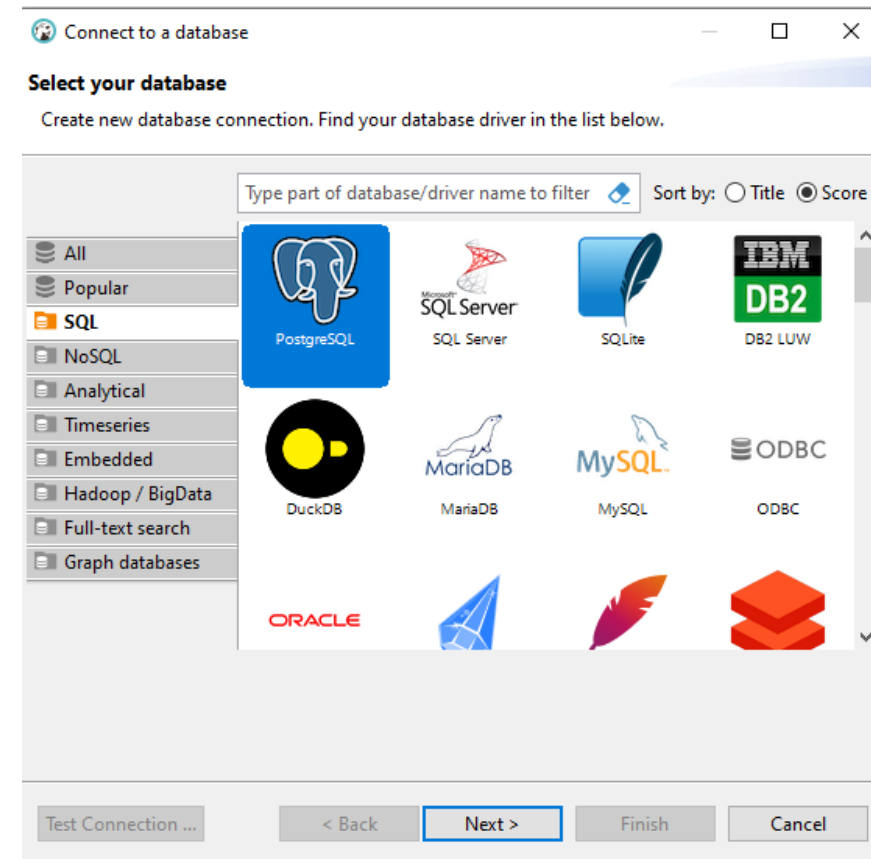 Connect to a database
Select your database
Create new database connection. Find your database driver in the list below.
Type part of database/driver name to filter
Sort by: Title Score
All
Popular
SQL
NoSQL
Analytical
Timeseries
Embedded
Hadoop / BigData
Full-text search
Graph databases
Microsoft
SQL Server
IBM
DB2
PostgreSQL SQL Server SQLite DB2 LUW
MariaDB MySQL ODBC
DuckDB MariaDB MySQL ODBC
ORACLE
Test Connection ... < Back Next > Finish Cancel